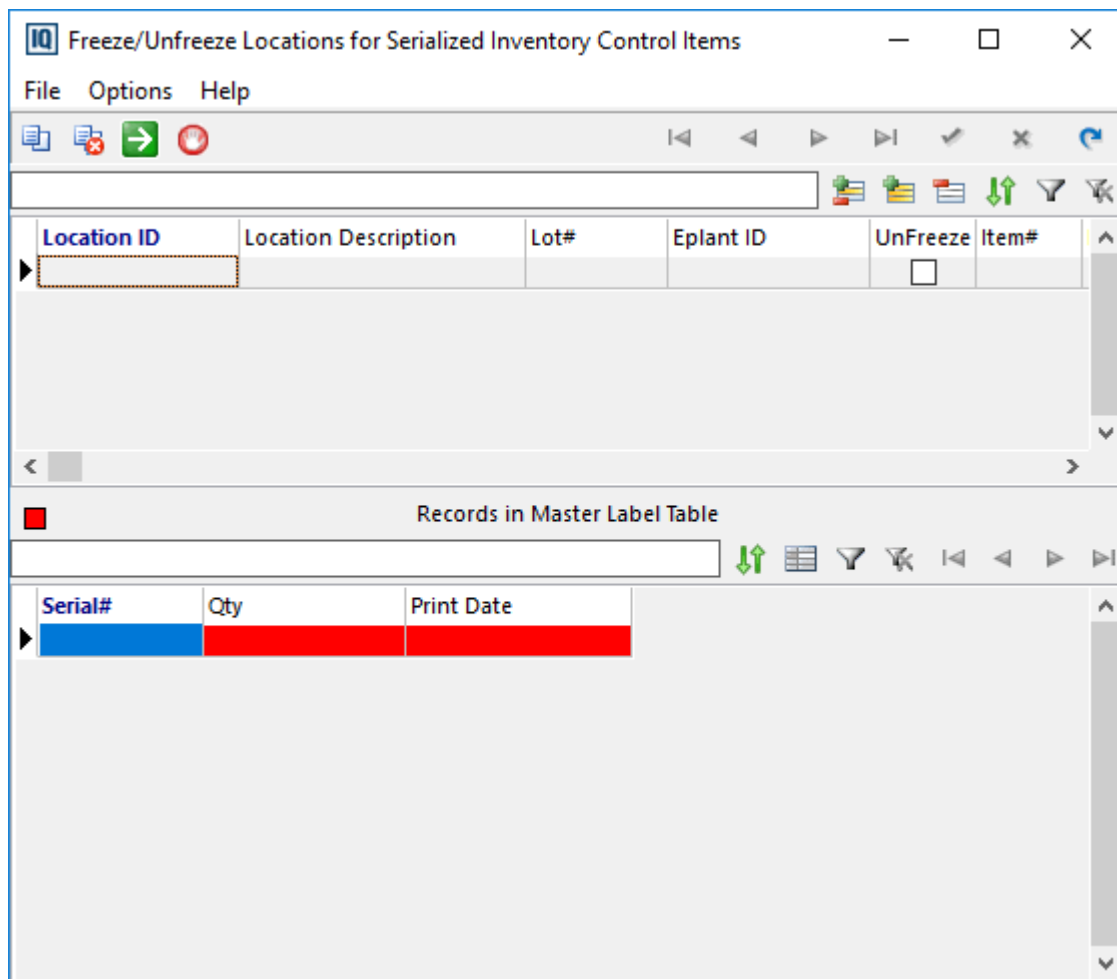 IQ Freeze/Unfreeze Locations for Serialized Inventory Control Items
File Options Help
Location ID Location Description Lot# Eplant ID UnFreeze Item#
Records in Master Label Table
Serial# Qty Print Date